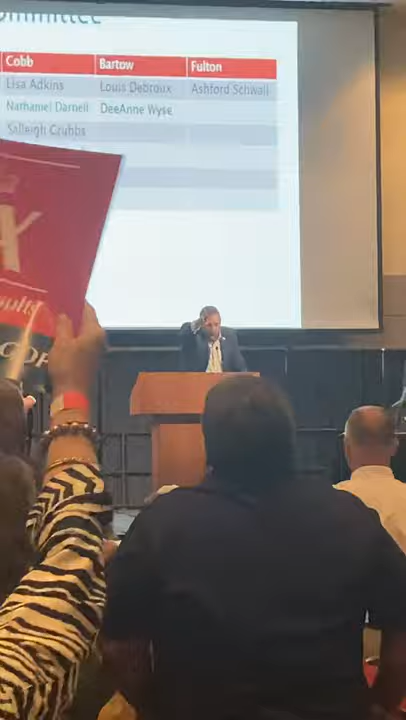 Committee
Cobb Bartow Fulton
Lisa Adkins Louis Debroux Ashford Schwall
Nathaniel Darnell DeeAnne Wyse
Salleigh Grubbs